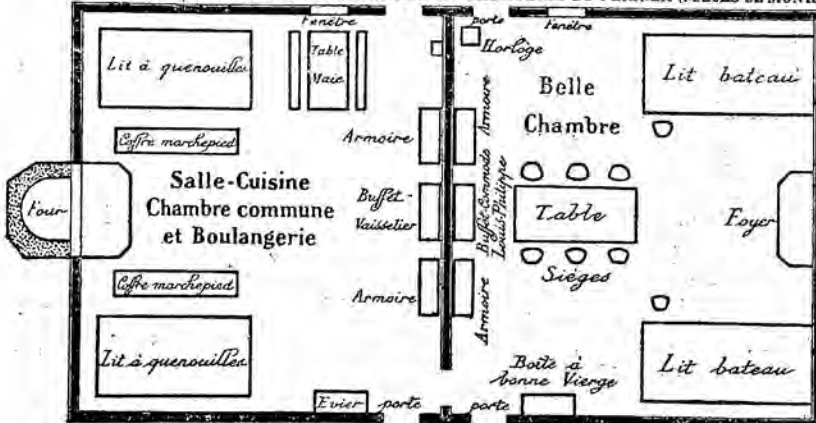 Fenêtre
porte
Fenêtre
Lit à quenouilles
Table
Maie
Horloge
Armoire
Armoire
Belle
Chambre
Lit bateau
Coffre marchepied
Four
Salle-Cuisine
Chambre commune
et Boulangerie
Buffet-
Vaisselier
Buffet-Commode
Louis-Philippe
Table
Sièges
Foyer
Coffre marchepied
Armoire
Armoire
Lit à quenouilles
Evier
porte
porte
Boîte à
bonne Vierge
Lit bateau